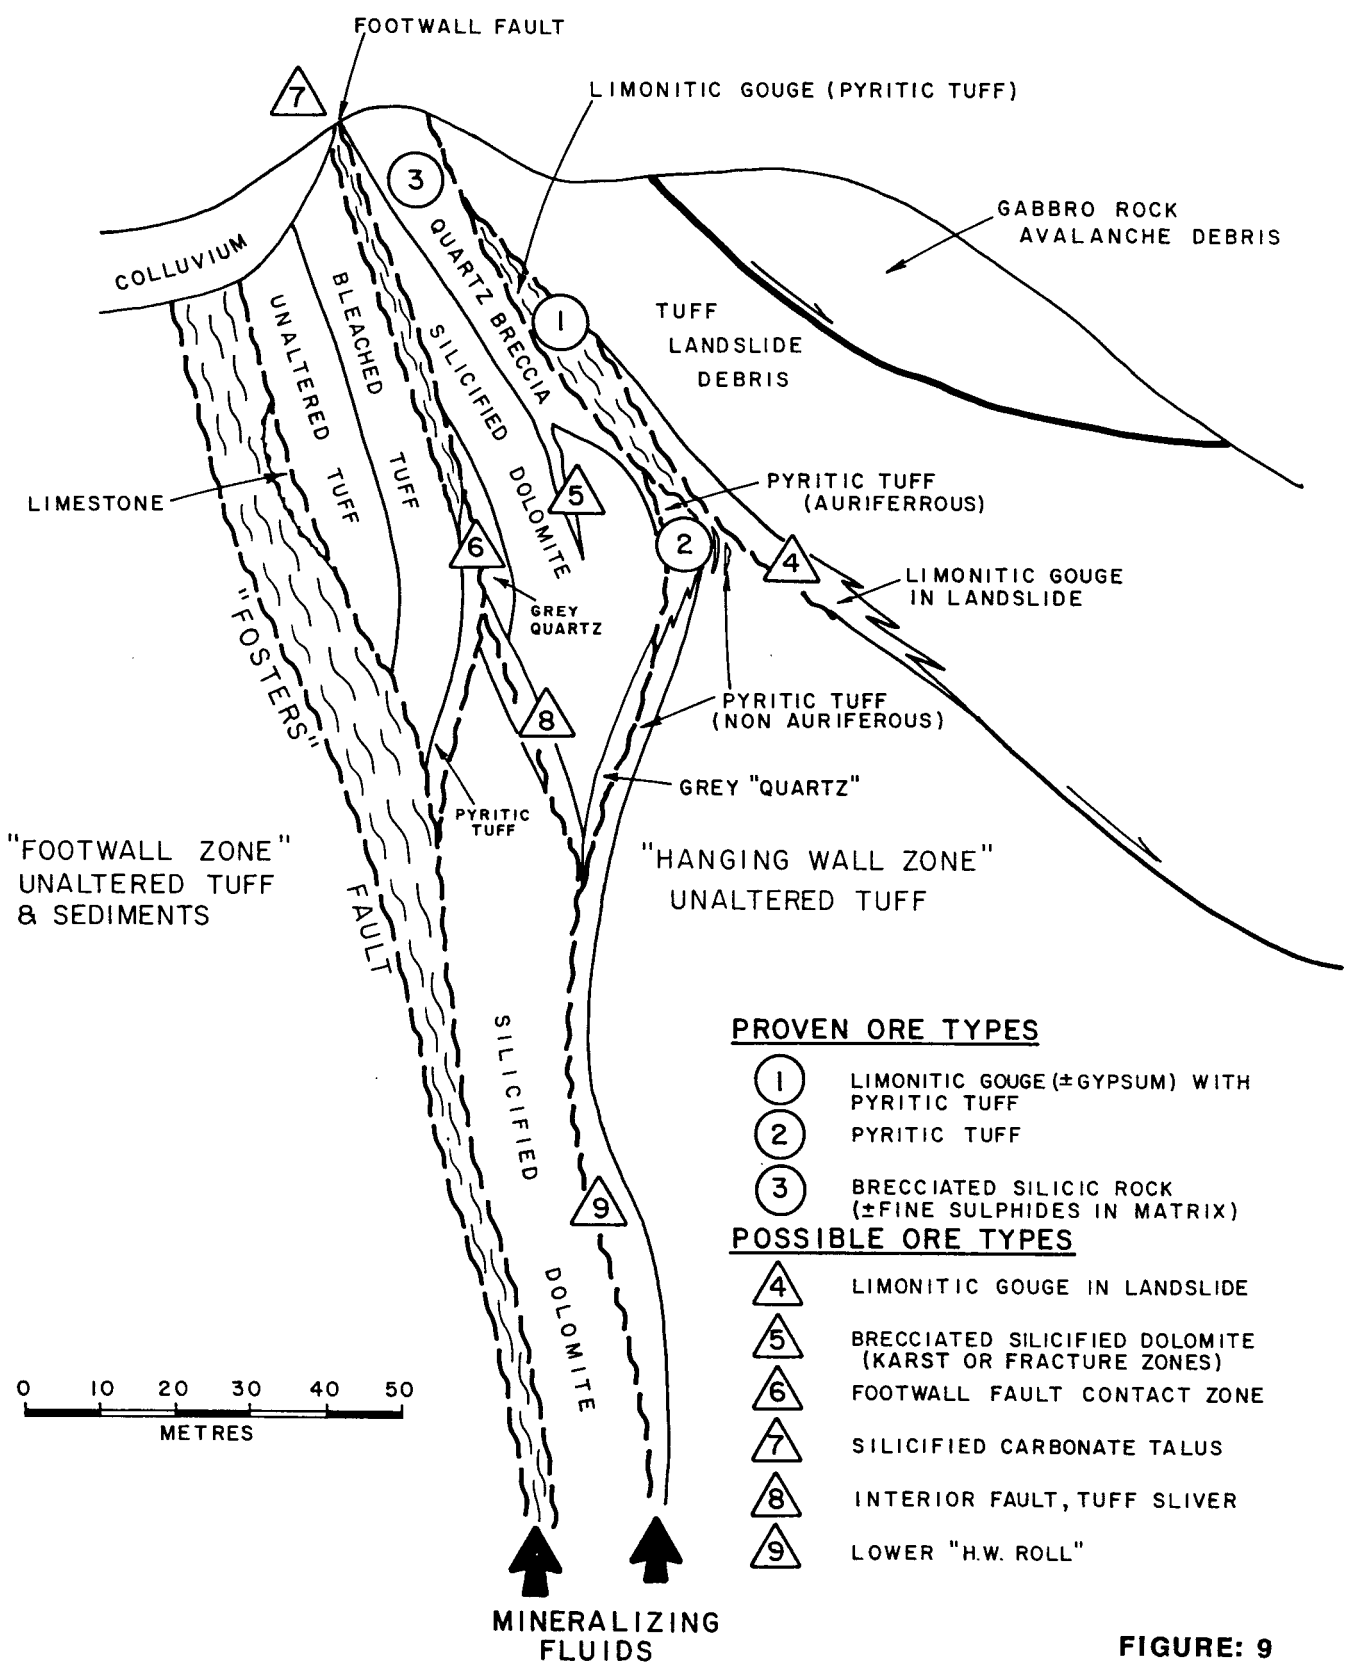 FOOTWALL FAULT
7
LIMONITIC GOUGE (PYRITIC TUFF)
3
GABBRO ROCK
AVALANCHE DEBRIS
COLLUVIUM
UNALTERED TUFF
BLEACHED TUFF
SILICIFIED DOLOMITE
QUARTZ BRECCIA
1
TUFF
LANDSLIDE
DEBRIS
LIMESTONE
5
PYRITIC TUFF
(AURIFERROUS)
6
2
4
LIMONITIC GOUGE
IN LANDSLIDE
GREY
QUARTZ
"FOSTERS" FAULT
8
PYRITIC TUFF
(NON AURIFEROUS)
GREY "QUARTZ"
PYRITIC
TUFF
"FOOTWALL ZONE"
UNALTERED TUFF
& SEDIMENTS
"HANGING WALL ZONE"
UNALTERED TUFF
SILICIFIED DOLOMITE
9
PROVEN ORE TYPES
1 LIMONITIC GOUGE (±GYPSUM) WITH
PYRITIC TUFF
2 PYRITIC TUFF
3 BRECCIATED SILICIC ROCK
(±FINE SULPHIDES IN MATRIX)
POSSIBLE ORE TYPES
4 LIMONITIC GOUGE IN LANDSLIDE
5 BRECCIATED SILICIFIED DOLOMITE
(KARST OR FRACTURE ZONES)
6 FOOTWALL FAULT CONTACT ZONE
7 SILICIFIED CARBONATE TALUS
8 INTERIOR FAULT, TUFF SLIVER
9 LOWER "H.W. ROLL"
0 10 20 30 40 50
METRES
MINERALIZING
FLUIDS
FIGURE: 9